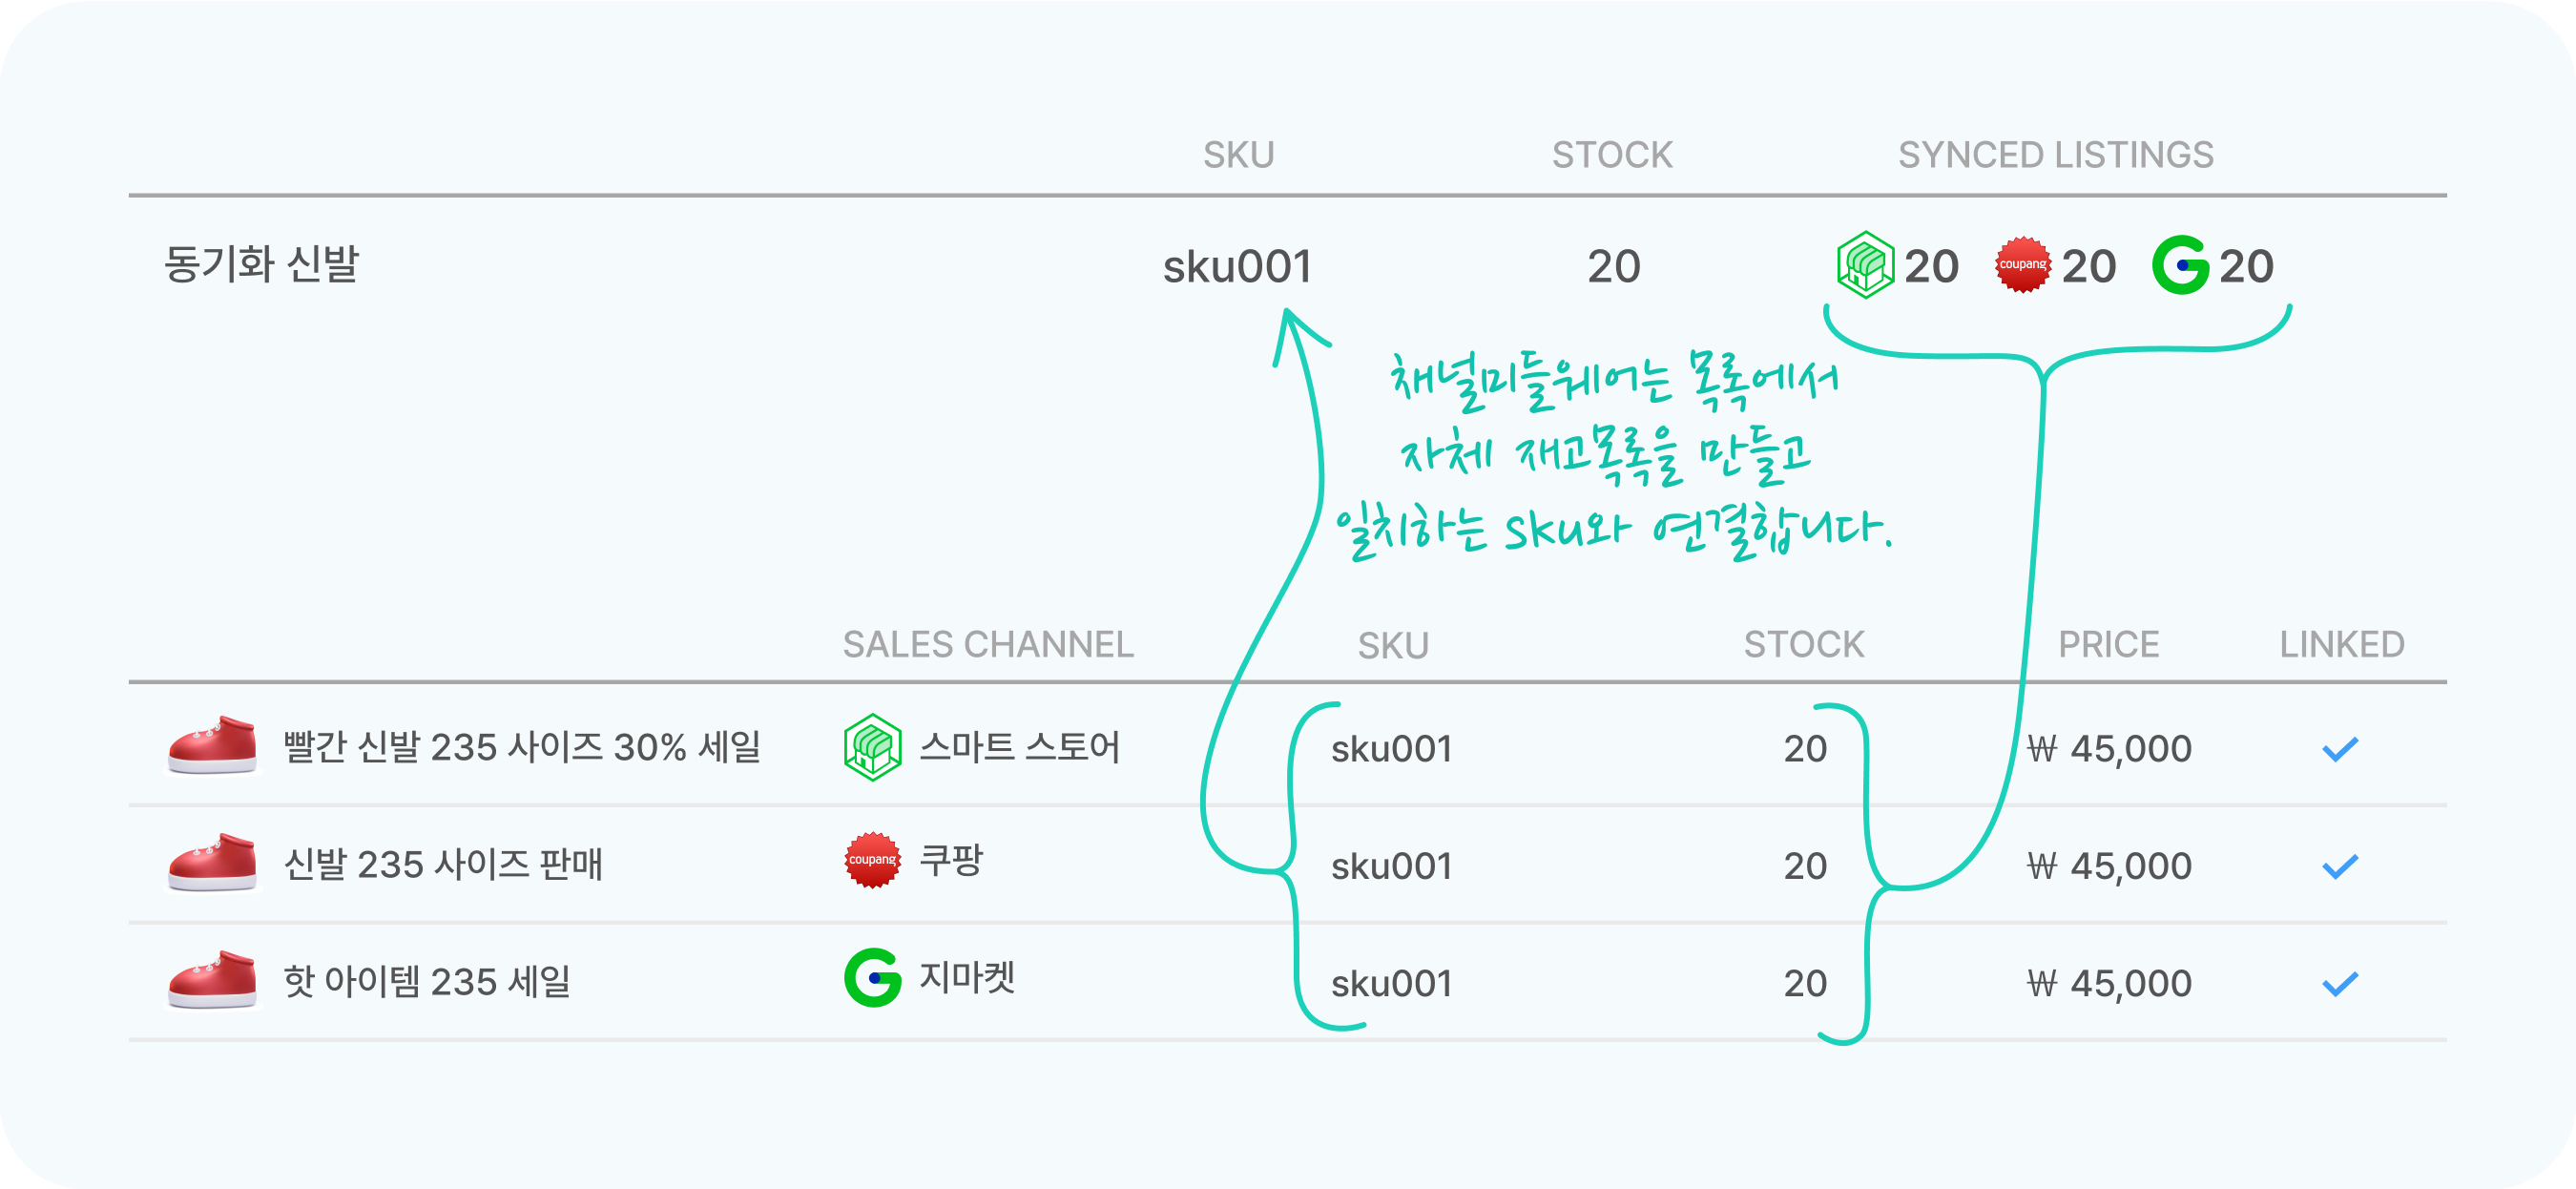 SKU STOCK SYNCED LISTINGS
동기화 신발 sku001 20 20 coupang 20 20
채널미들웨어는 목록에서
자체 재고목록을 만들고
일치하는 sku와 연결합니다.
SALES CHANNEL SKU STOCK PRICE LINKED
빨간 신발 235 사이즈 30% 세일 스마트 스토어 sku001 20 ₩ 45,000
신발 235 사이즈 판매 coupang 쿠팡 sku001 20 ₩ 45,000
핫 아이템 235 세일 지마켓 sku001 20 ₩ 45,000